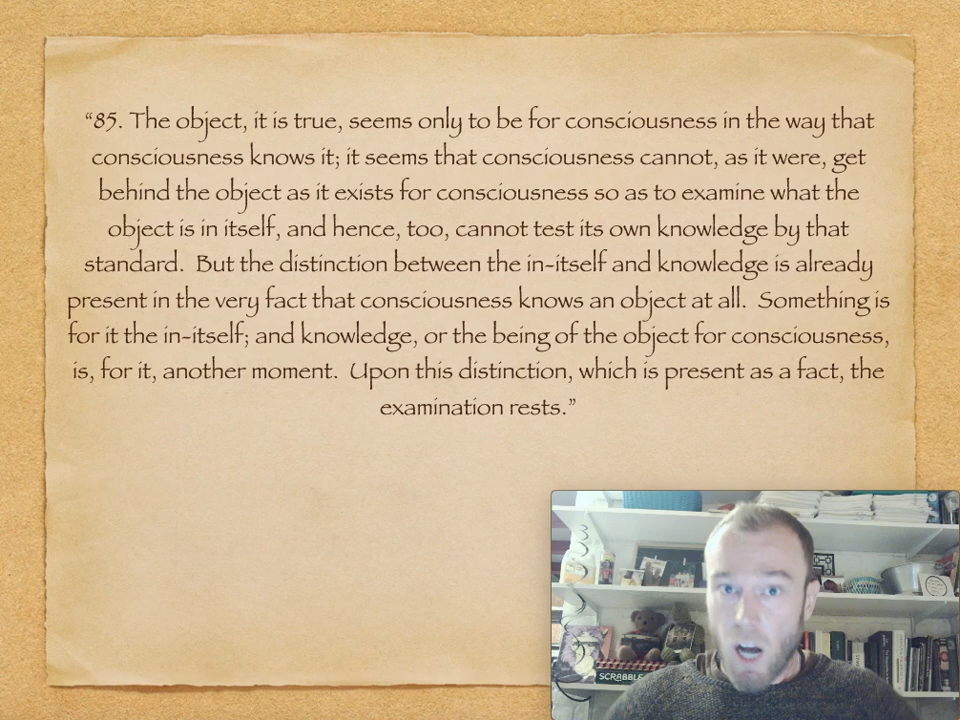 “85. The object, it is true, seems only to be for consciousness in the way that
consciousness knows it; it seems that consciousness cannot, as it were, get
behind the object as it exists for consciousness so as to examine what the
object is in itself, and hence, too, cannot test its own knowledge by that
standard.  But the distinction between the in-itself and knowledge is already
present in the very fact that consciousness knows an object at all.  Something is
for it the in-itself; and knowledge, or the being of the object for consciousness,
is, for it, another moment.  Upon this distinction, which is present as a fact, the
examination rests.”
SCRABBLE